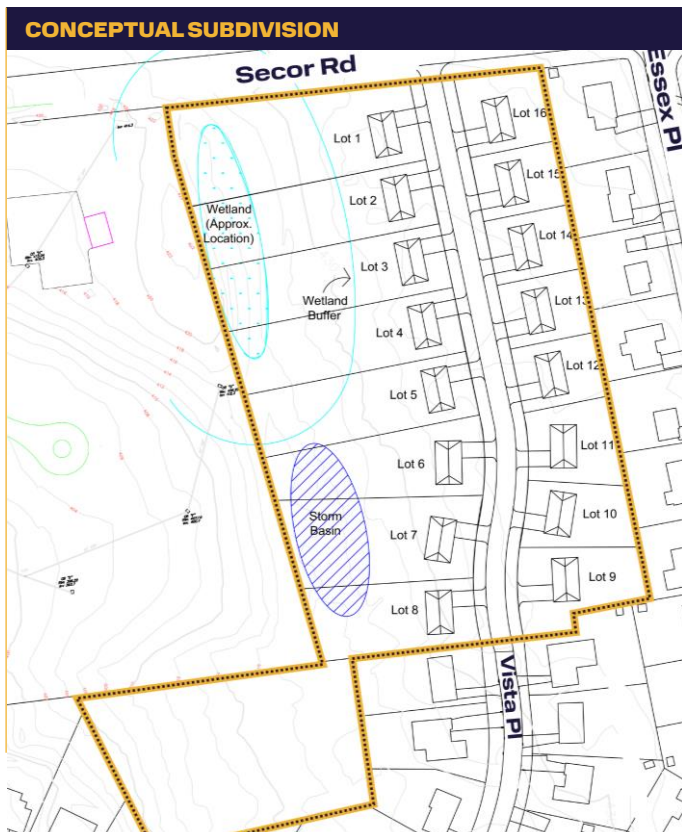 CONCEPTUAL SUBDIVISION
Secor Rd
Essex Pl
Lot 1
Lot 16
Lot 2
Lot 15
Wetland
(Approx.
Location)
Lot 3
Lot 14
Wetland
Buffer
Lot 4
Lot 13
Lot 5
Lot 12
Lot 6
Lot 11
Storm
Basin
Lot 7
Lot 10
Lot 8
Lot 9
Vista Pl